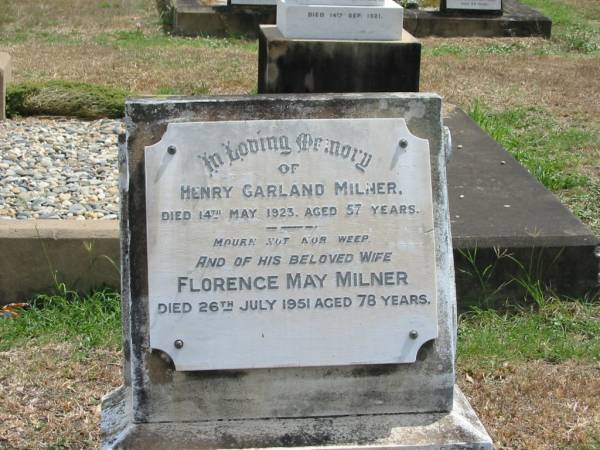 DIED 14TH SEP. 1921.
In Loving Memory
OF
HENRY GARLAND MILNER,
DIED 14TH MAY 1923. AGED 57 YEARS.
MOURN NOT NOR WEEP
AND OF HIS BELOVED WIFE
FLORENCE MAY MILNER
DIED 26TH JULY 1951 AGED 78 YEARS.